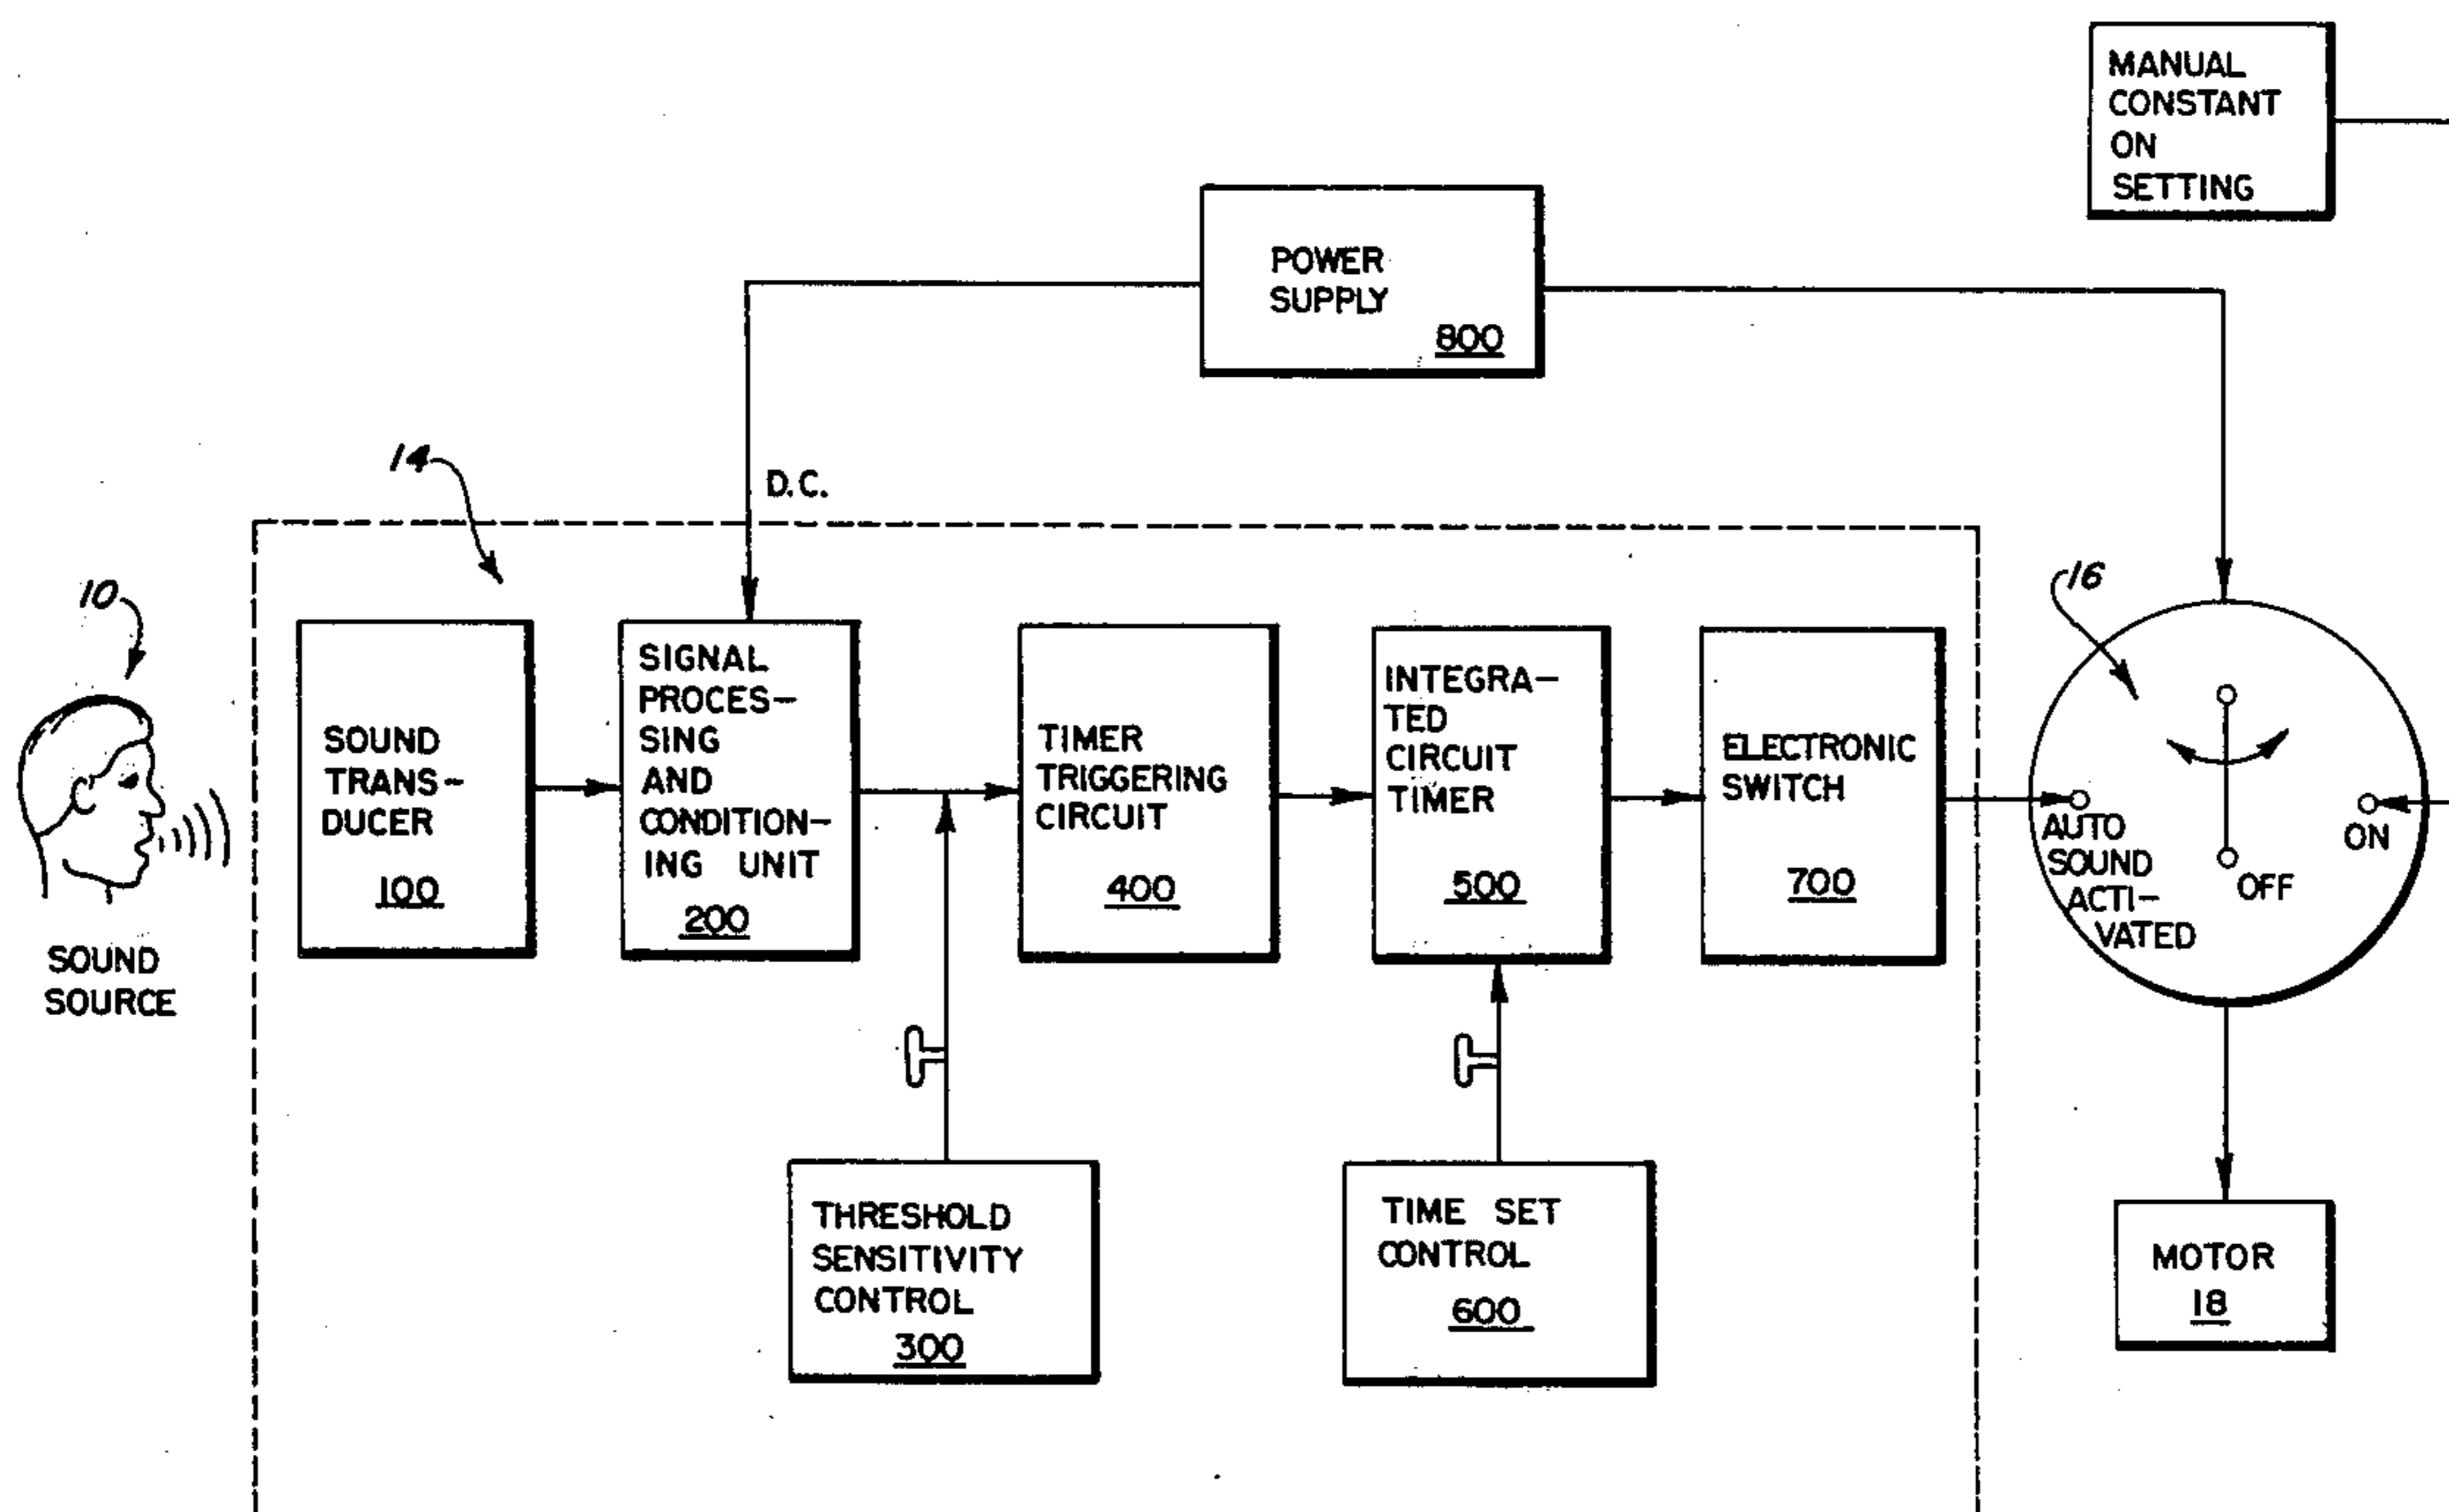 MANUAL
CONSTANT
ON
SETTING
POWER
SUPPLY
800
D.C.
14
10
16
SOUND
SOURCE
SOUND
TRANS-
DUCER
100
SIGNAL
PROCES-
SING
AND
CONDITION-
ING UNIT
200
TIMER
TRIGGERING
CIRCUIT
400
INTEGRA-
TED
CIRCUIT
TIMER
500
ELECTRONIC
SWITCH
700
AUTO
SOUND
ACTI-
VATED
OFF
ON
THRESHOLD
SENSITIVITY
CONTROL
300
TIME SET
CONTROL
600
MOTOR
18